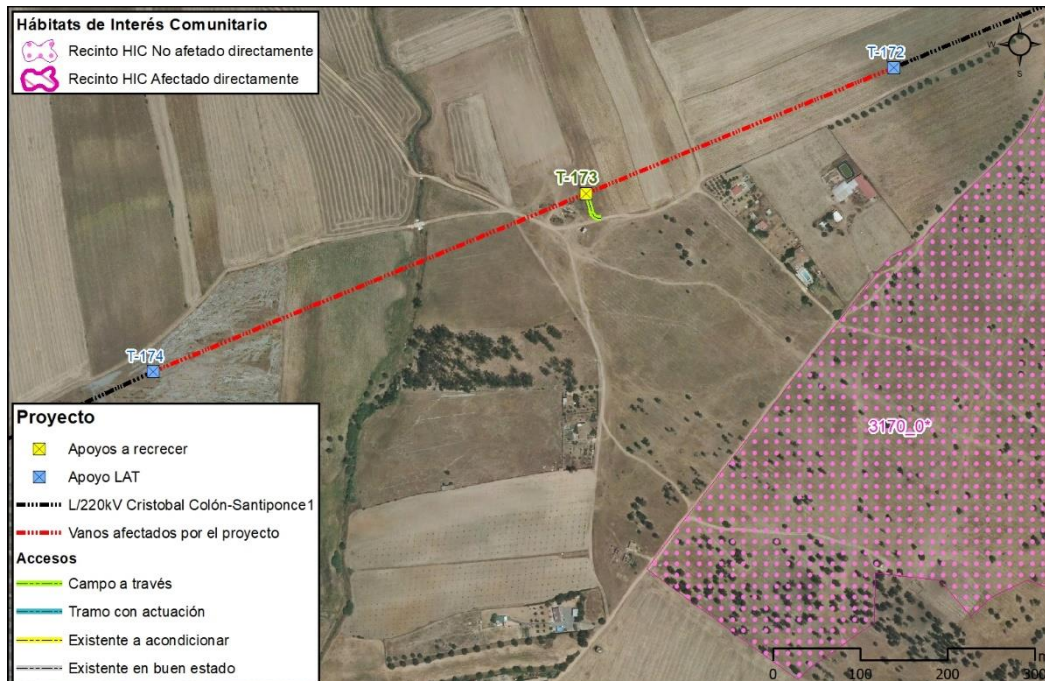 Hábitats de Interés Comunitario
Recinto HIC No afetado directamente
Recinto HIC Afectado directamente
T-172
W
S
T-173
T-174
3170_0*
Proyecto
Apoyos a recrecer
Apoyo LAT
L/220kV Cristobal Colón-Santiponce1
Vanos afectados por el proyecto
Accesos
Campo a través
Tramo con actuación
Existente a acondicionar
Existente en buen estado
0 100 200 300
m